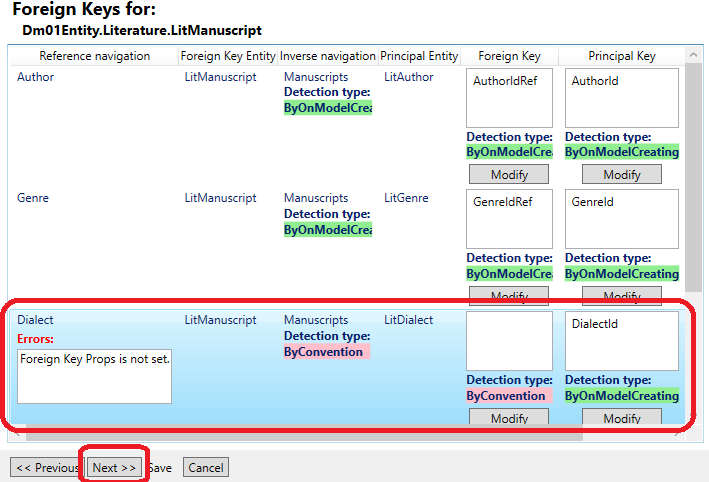 Foreign Keys for:
Dm01Entity.Literature.LitManuscript
Reference navigation Foreign Key Entity Inverse navigation Principal Entity Foreign Key Principal Key
Author LitManuscript Manuscripts LitAuthor AuthorIdRef AuthorId
Detection type:
ByOnModelCrea
Detection type: Detection type:
ByOnModelCrea ByOnModelCreating
Modify Modify
Genre LitManuscript Manuscripts LitGenre GenreIdRef GenreId
Detection type:
ByOnModelCrea
Detection type: Detection type:
ByOnModelCrea ByOnModelCreating
Modify Modify
Dialect LitManuscript Manuscripts LitDialect DialectId
Errors: Detection type:
Foreign Key Props is not set. ByConvention
Detection type: Detection type:
ByConvention ByOnModelCreating
Modify Modify
<< Previous Next >> Save Cancel